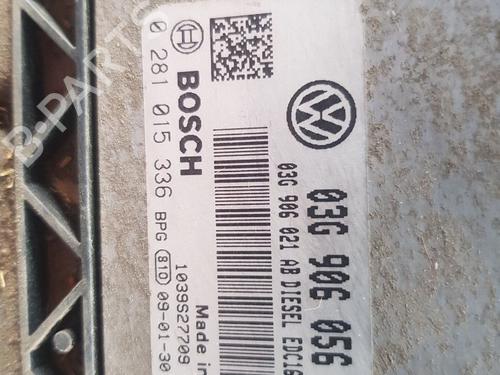 BOSCH
0 281 015 336 BPG 81D 09-01-30
1039S27709
Made in
03G 906 021 AB DIESEL EDC16
03G 906 056
B-PARTS